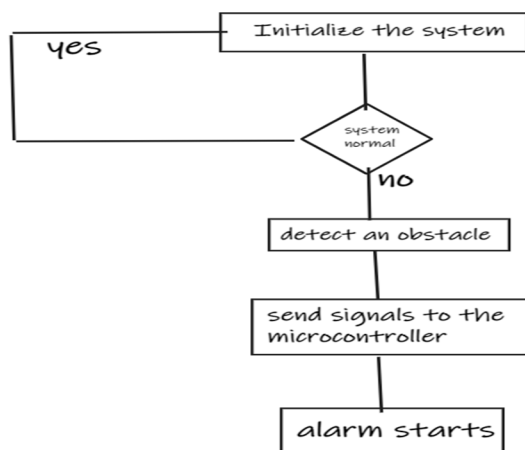 Initialize the system
yes
system
normal
no
detect an obstacle
send signals to the
microcontroller
alarm starts